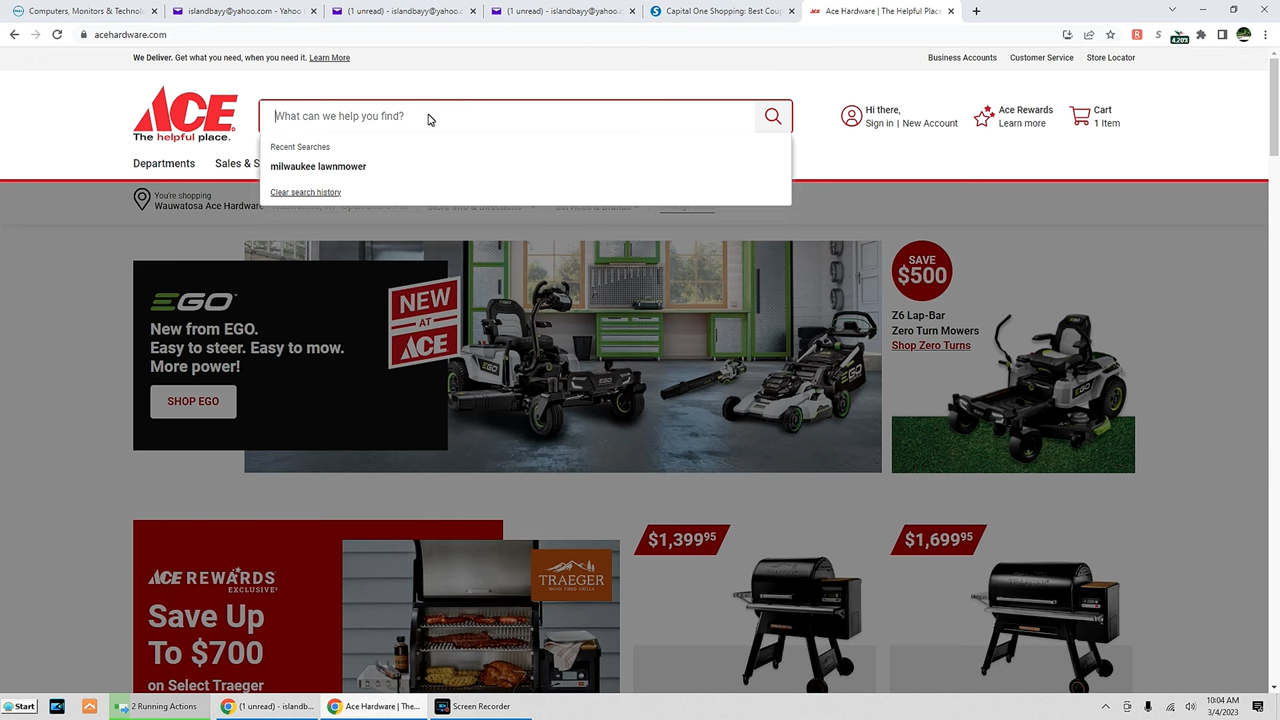 Computers, Monitors & Technolo
islandbayy@yahoo.com - Yahoo
(1 unread) - islandbayy@yahoo.c
(1 unread) - islandbayy@yahoo.c
Capital One Shopping: Best Coup
Ace Hardware | The Helpful Plac
acehardware.com
4.20%
We Deliver. Get what you need, when you need it. Learn More
Business Accounts
Customer Service
Store Locator
ACE
The helpful place.
What can we help you find?
Hi there,
Sign in | New Account
Ace Rewards
Learn more
Cart
1 Item
Recent Searches
milwaukee lawnmower
Clear search history
Departments
Sales & S
You're shopping
Wauwatosa Ace Hardware
EGO
New from EGO.
Easy to steer. Easy to mow.
More power!
SHOP EGO
NEW
AT
ACE
SAVE
$500
Z6 Lap-Bar
Zero Turn Mowers
Shop Zero Turns
ACE REWARDS
EXCLUSIVE
Save Up
To $700
on Select Traeger
TRAEGER
WOOD FIRED GRILLS
$1,399.95
$1,699.95
Start
2 Running Actions
(1 unread) - islandb...
Ace Hardware | The...
Screen Recorder
10:04 AM
3/4/2023